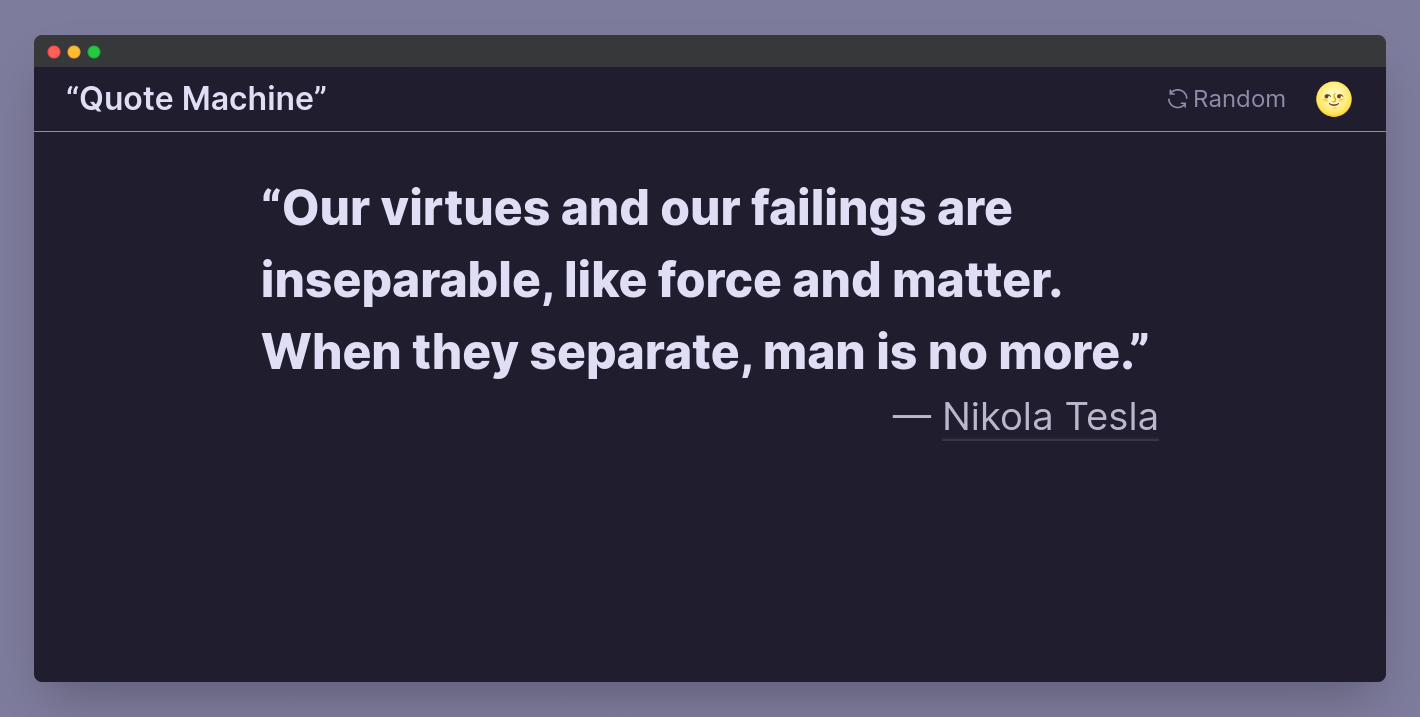 “Quote Machine”
Random
“Our virtues and our failings are
inseparable, like force and matter.
When they separate, man is no more.”
— Nikola Tesla